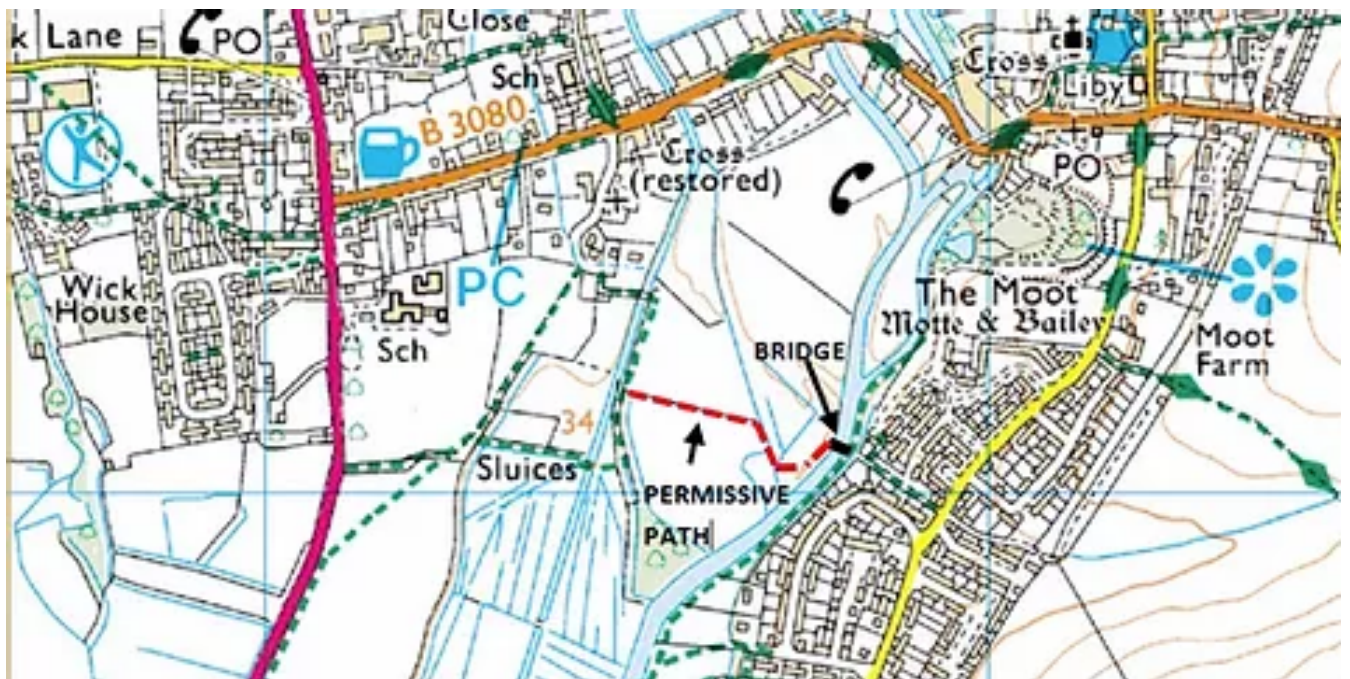 k Lane
PO
Close
Sch
B 3080
Cross
Liby
Cross
(restored)
PO
Wick
House
PC
Sch
The Moot
Motte & Bailey
Moot
Farm
BRIDGE
34
Sluices
PERMISSIVE
PATH